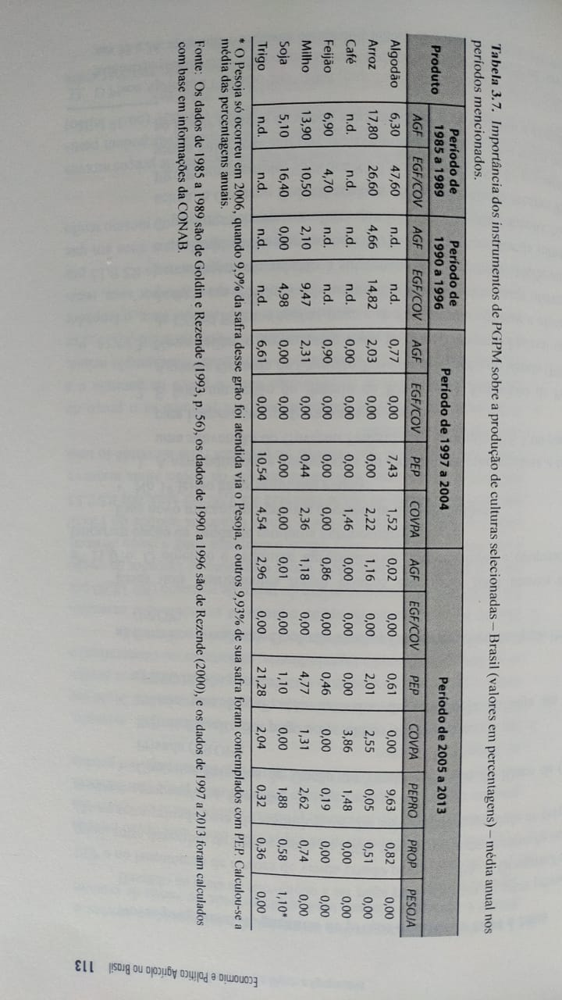 Tabela 3.7. Importância dos instrumentos de PGPM sobre a produção de culturas selecionadas – Brasil (valores em percentagens) – média anual nos
períodos mencionados.
Produto | Período de 1985 a 1989 | Período de 1990 a 1996 | Período de 1997 a 2004 | Período de 2005 a 2013
AGF EGF/COV AGF EGF/COV AGF EGF/COV PEP COVPA AGF EGF/COV PEP COVPA PEPRO PROP PESOJA
Algodão 6,30 47,60 n.d. n.d. 0,77 0,00 7,43 1,52 0,02 0,00 0,61 0,00 9,63 0,82 0,00
Arroz 17,80 26,60 4,66 14,82 2,03 0,00 0,00 2,22 1,16 0,00 2,01 2,55 0,05 0,51 0,00
Café n.d. n.d. n.d. n.d. 0,00 0,00 0,00 1,46 0,00 0,00 0,00 3,86 1,48 0,00 0,00
Feijão 6,90 4,70 n.d. n.d. 0,90 0,00 0,00 0,00 0,86 0,00 0,46 0,00 0,19 0,00 0,00
Milho 13,90 10,50 2,10 9,47 2,31 0,00 0,44 2,36 1,18 0,00 4,77 1,31 2,62 0,74 0,00
Soja 5,10 16,40 0,00 4,98 0,00 0,00 0,00 0,00 0,01 0,00 1,10 0,00 1,88 0,58 1,10*
Trigo n.d. n.d. n.d. n.d. 6,61 0,00 10,54 4,54 2,96 0,00 21,28 2,04 0,32 0,36 0,00
* O Pesoja só ocorreu em 2006, quando 9,9% da safra desse grão foi atendida via o Pesoja, e outros 9,93% de sua safra foram contemplados com PEP. Calculou-se a
média das percentagens anuais.
Fonte: Os dados de 1985 a 1989 são de Goldin e Rezende (1993, p. 56), os dados de 1990 a 1996 são de Rezende (2000), e os dados de 1997 a 2013 foram calculados
com base em informações da CONAB.
Economia e Política Agrícola no Brasil 113